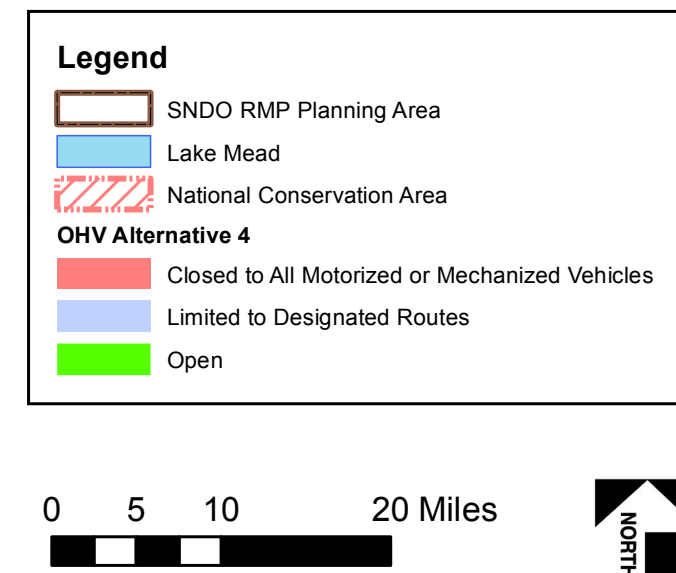 Legend
SNDO RMP Planning Area
Lake Mead
National Conservation Area
OHV Alternative 4
Closed to All Motorized or Mechanized Vehicles
Limited to Designated Routes
Open
0 5 10 20 Miles
NORTH